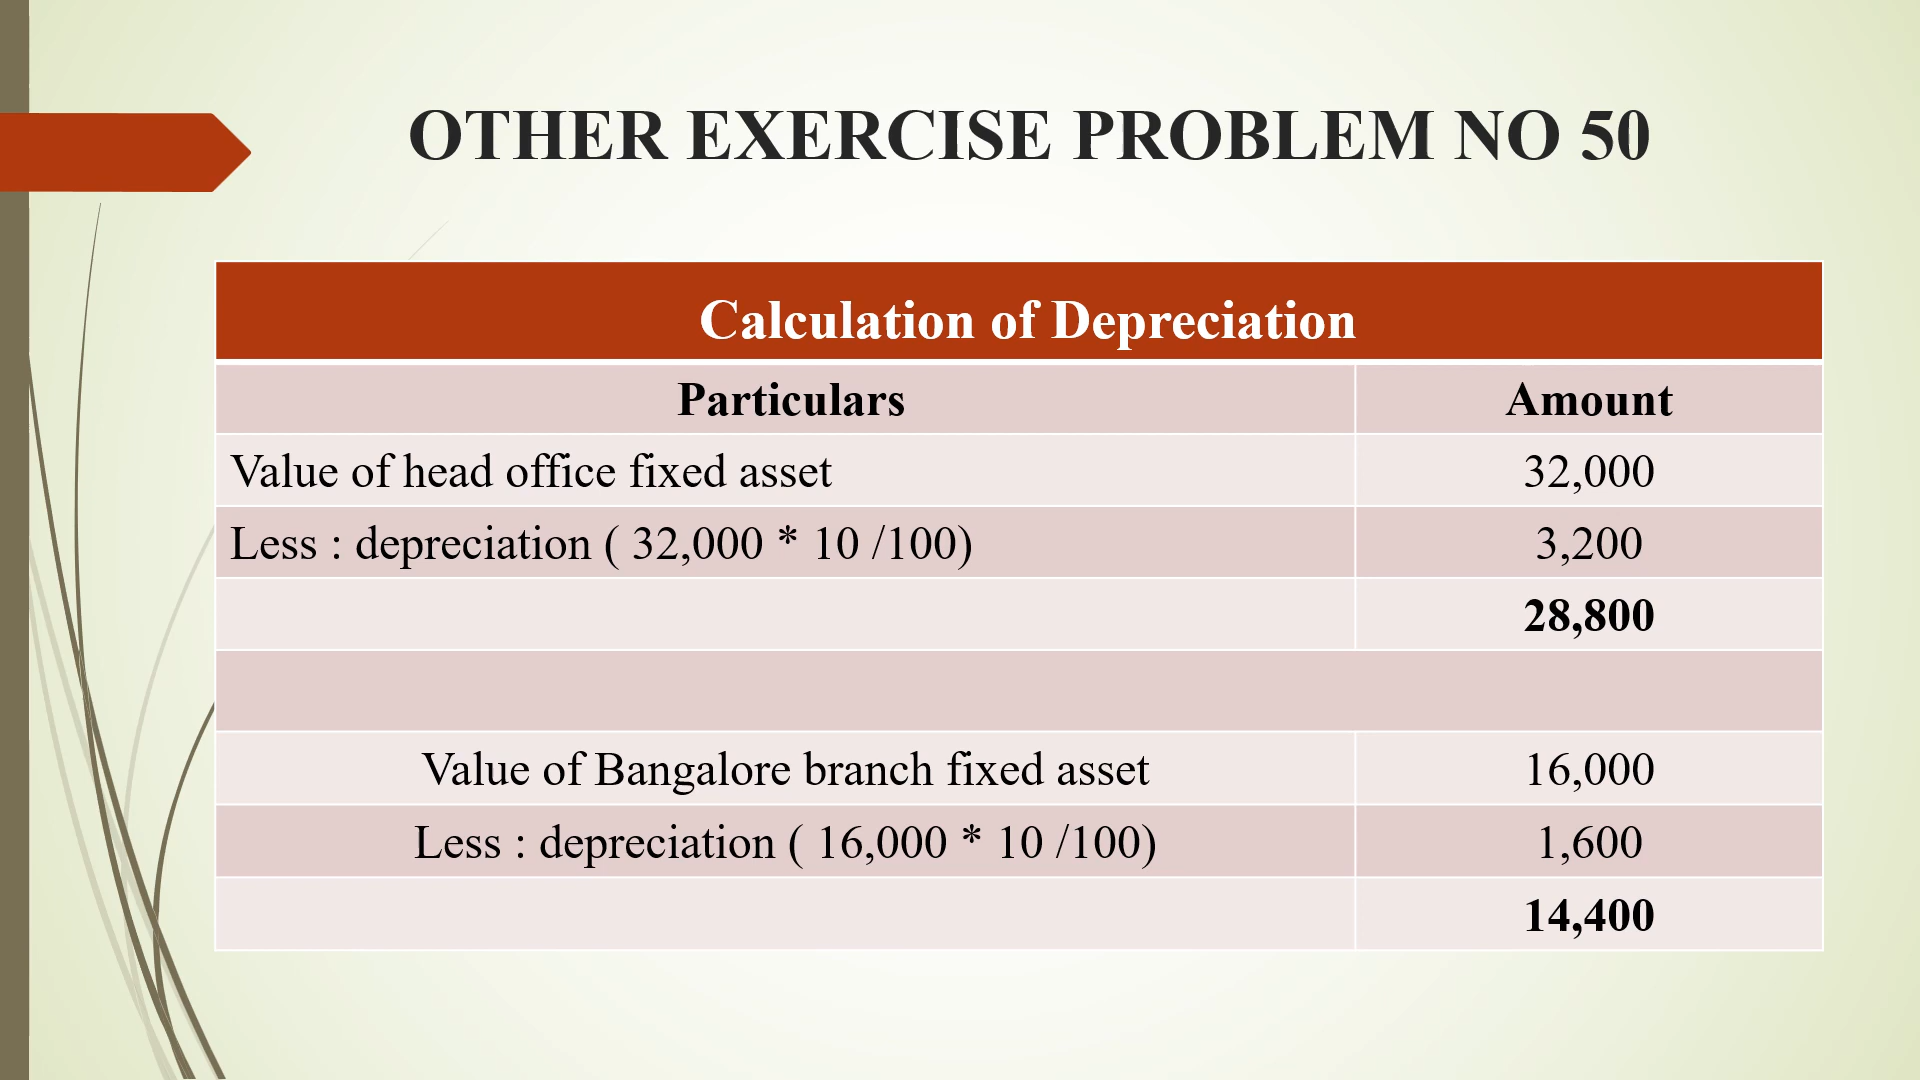 OTHER EXERCISE PROBLEM NO 50
Calculation of Depreciation
Particulars Amount
Value of head office fixed asset 32,000
Less : depreciation ( 32,000 * 10 /100) 3,200
28,800
Value of Bangalore branch fixed asset 16,000
Less : depreciation ( 16,000 * 10 /100) 1,600
14,400